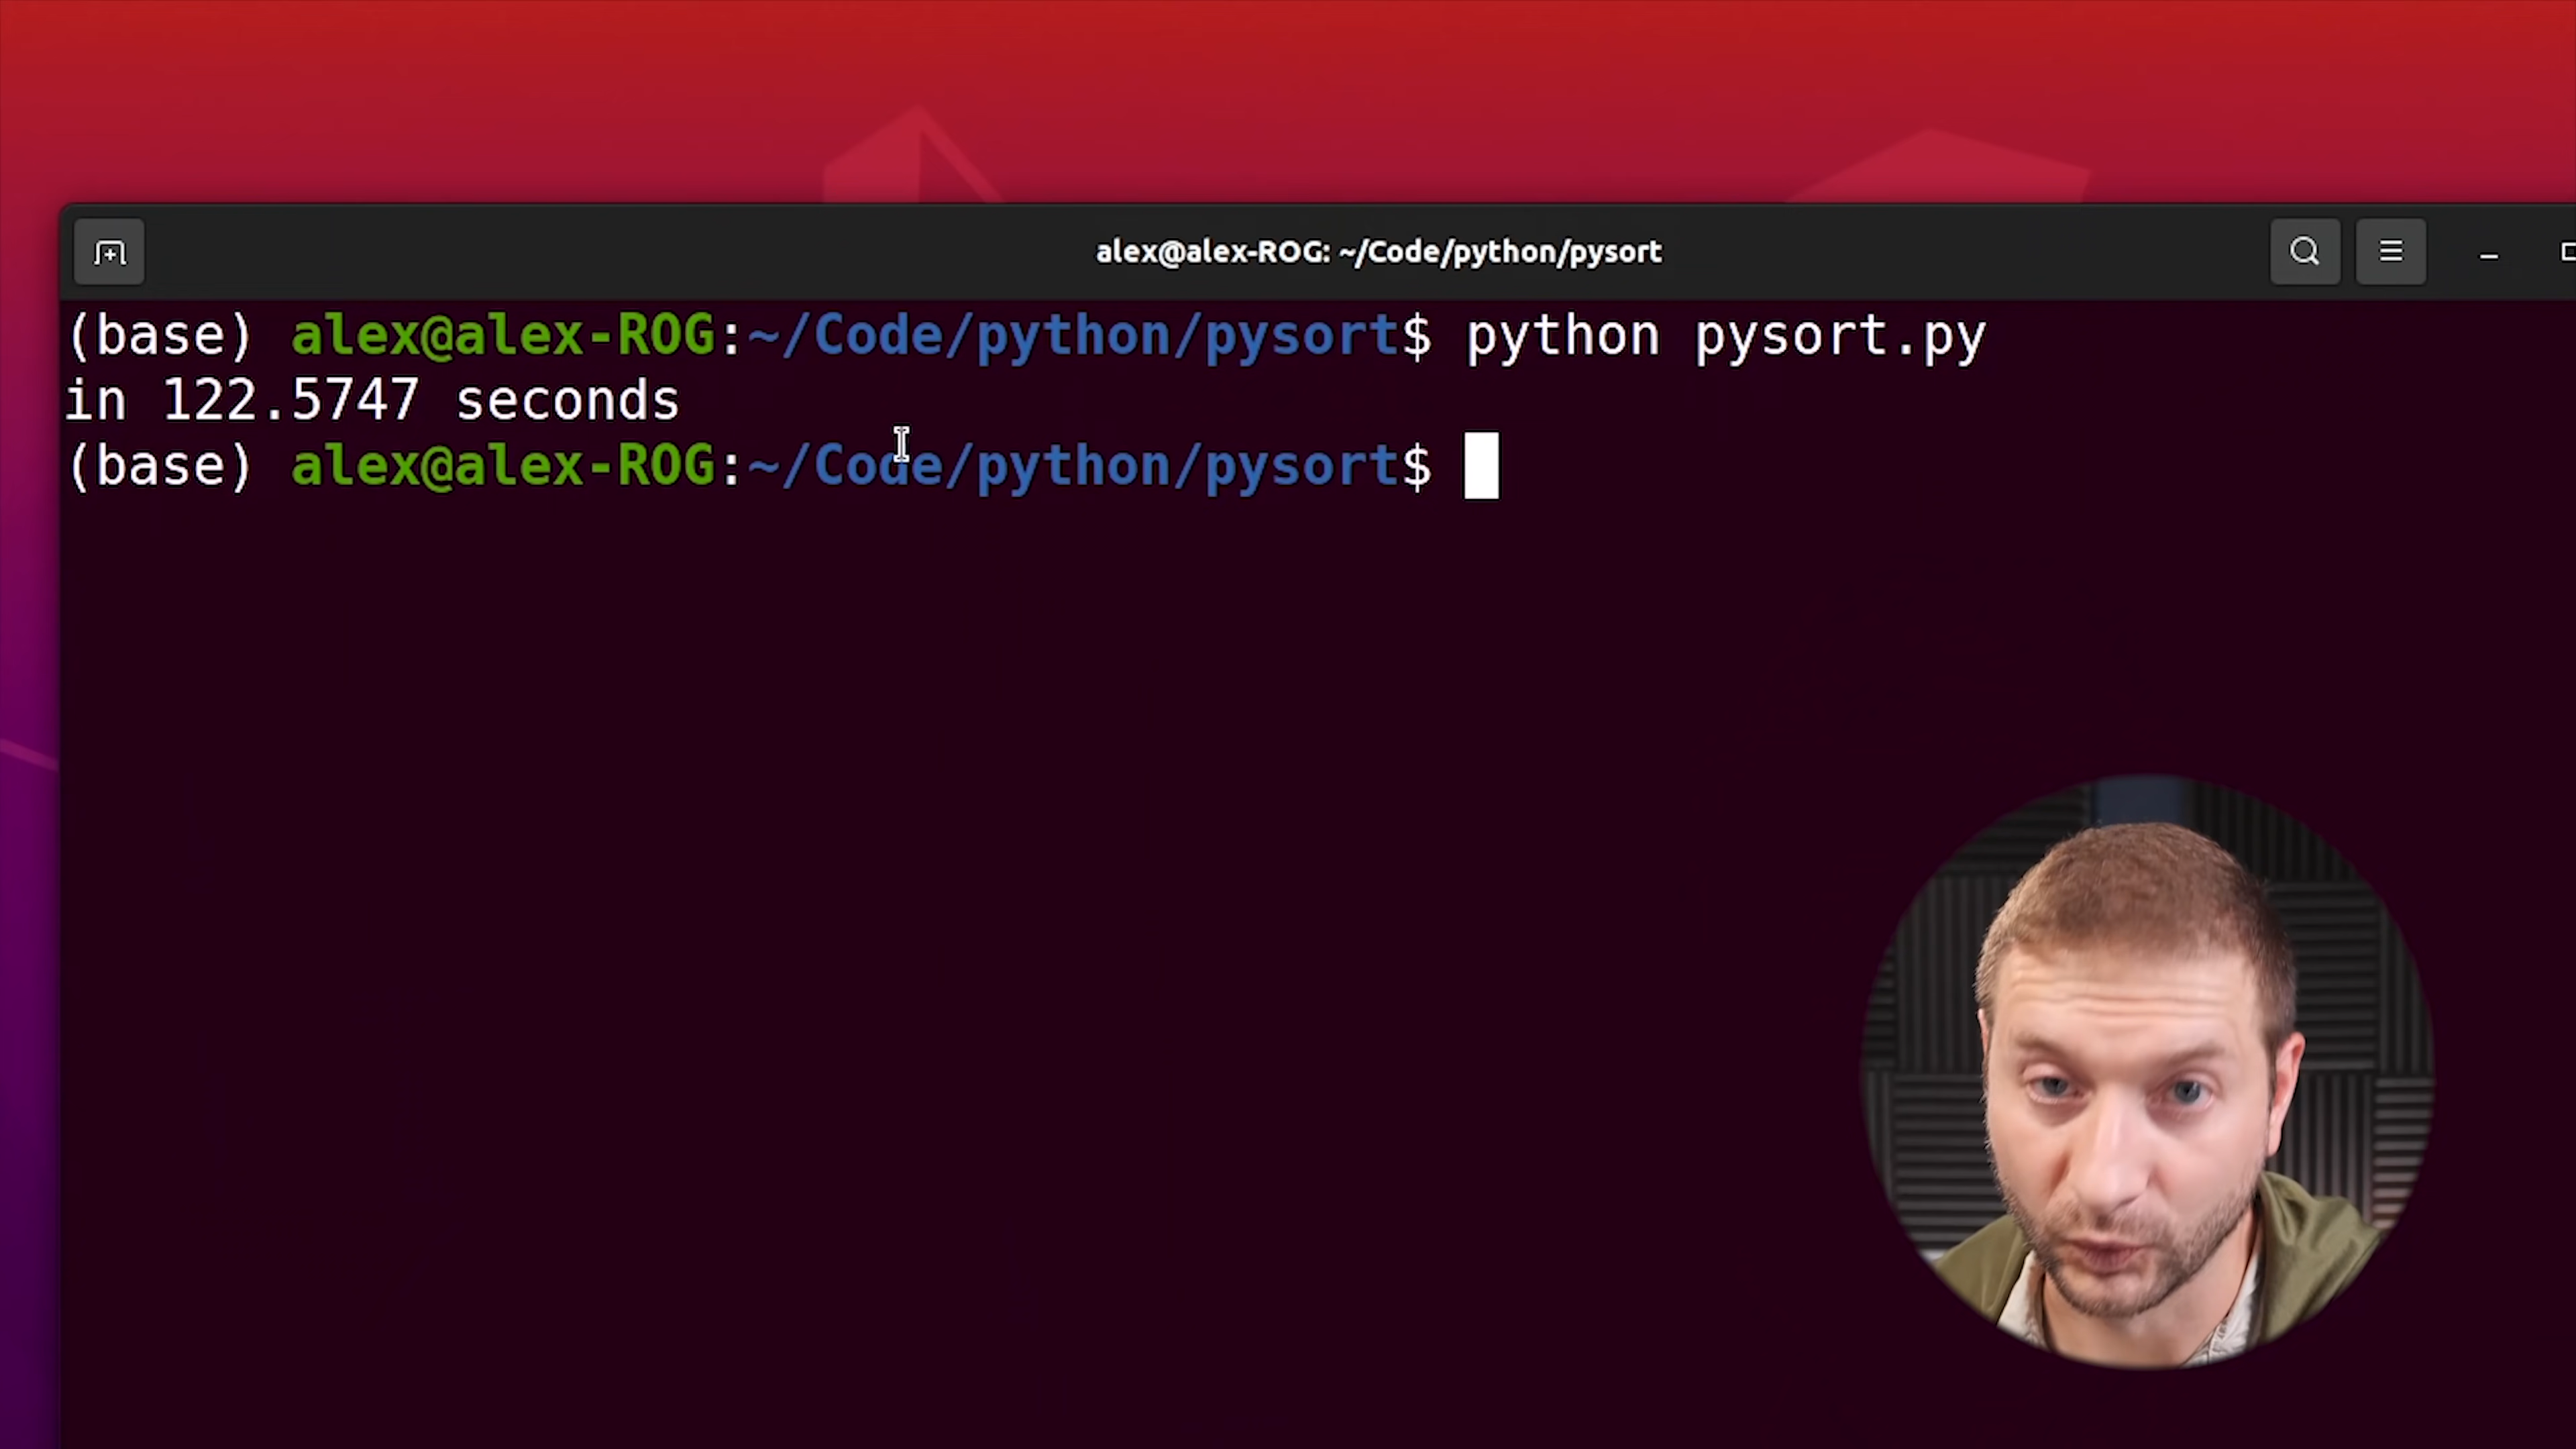 alex@alex-ROG: ~/Code/python/pysort
(base) alex@alex-ROG:~/Code/python/pysort$ python pysort.py
in 122.5747 seconds
(base) alex@alex-ROG:~/Code/python/pysort$